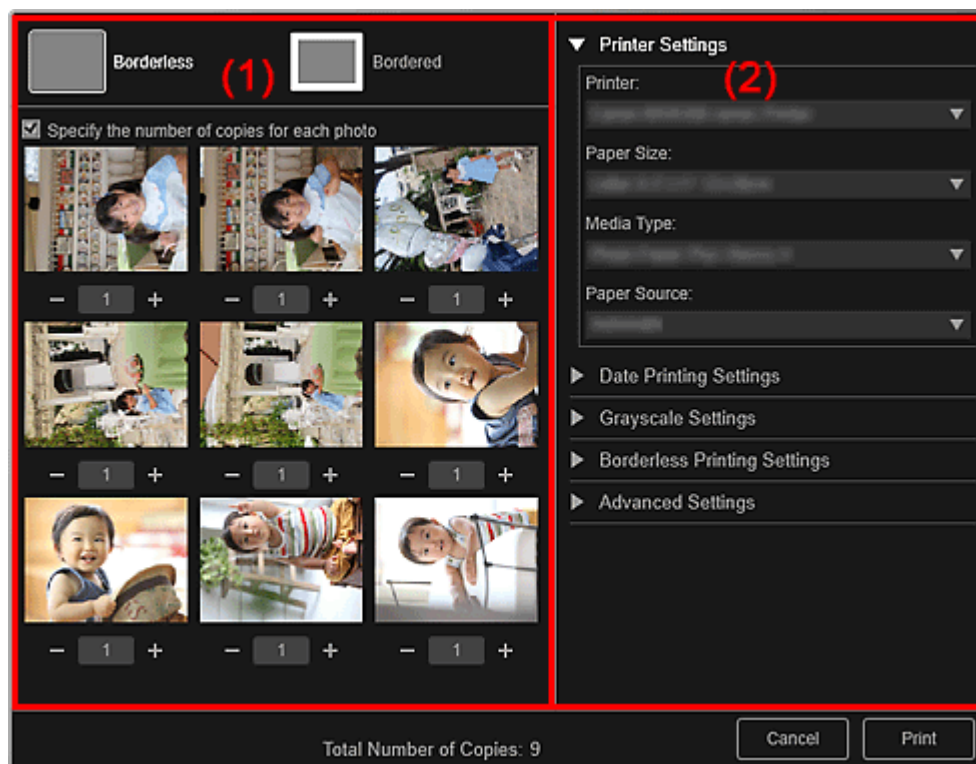 Borderless
(1)
Bordered
Specify the number of copies for each photo
− 1 +
− 1 +
− 1 +
− 1 +
− 1 +
− 1 +
− 1 +
− 1 +
− 1 +
Printer Settings
(2)
Printer:
Paper Size:
Media Type:
Paper Source:
Date Printing Settings
Grayscale Settings
Borderless Printing Settings
Advanced Settings
Total Number of Copies: 9
Cancel
Print